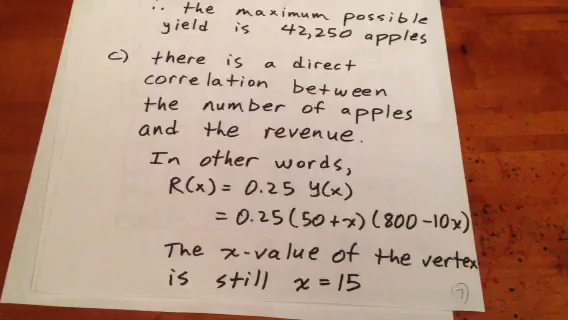 ∴ the maximum possible
yield is 42,250 apples
c) there is a direct
correlation between
the number of apples
and the revenue.
In other words,
R(x) = 0.25 Y(x)
= 0.25(50+x)(800-10x)
The x-value of the vertex
is still x = 15
7